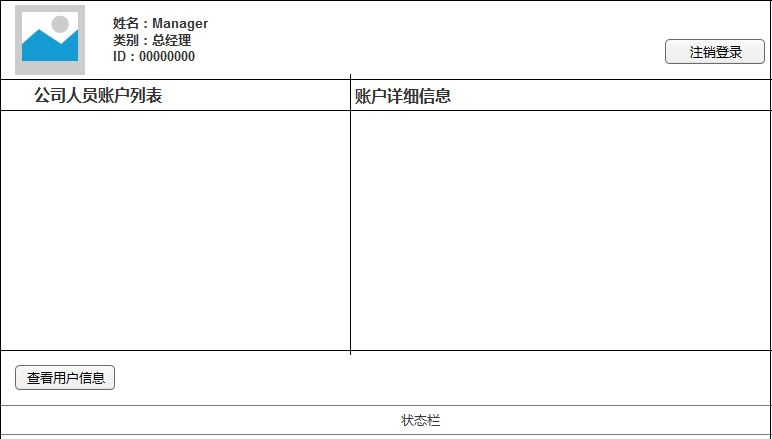 姓名：Manager
类别：总经理
ID：00000000
注销登录
公司人员账户列表
账户详细信息
查看用户信息
状态栏